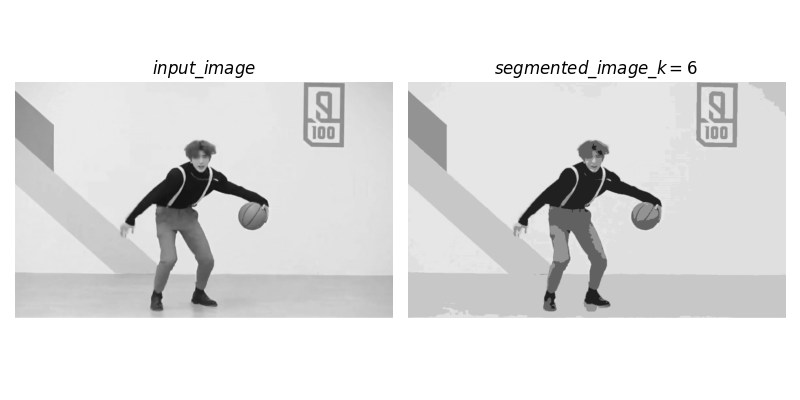 input_image
segmented_image_k = 6
100
100